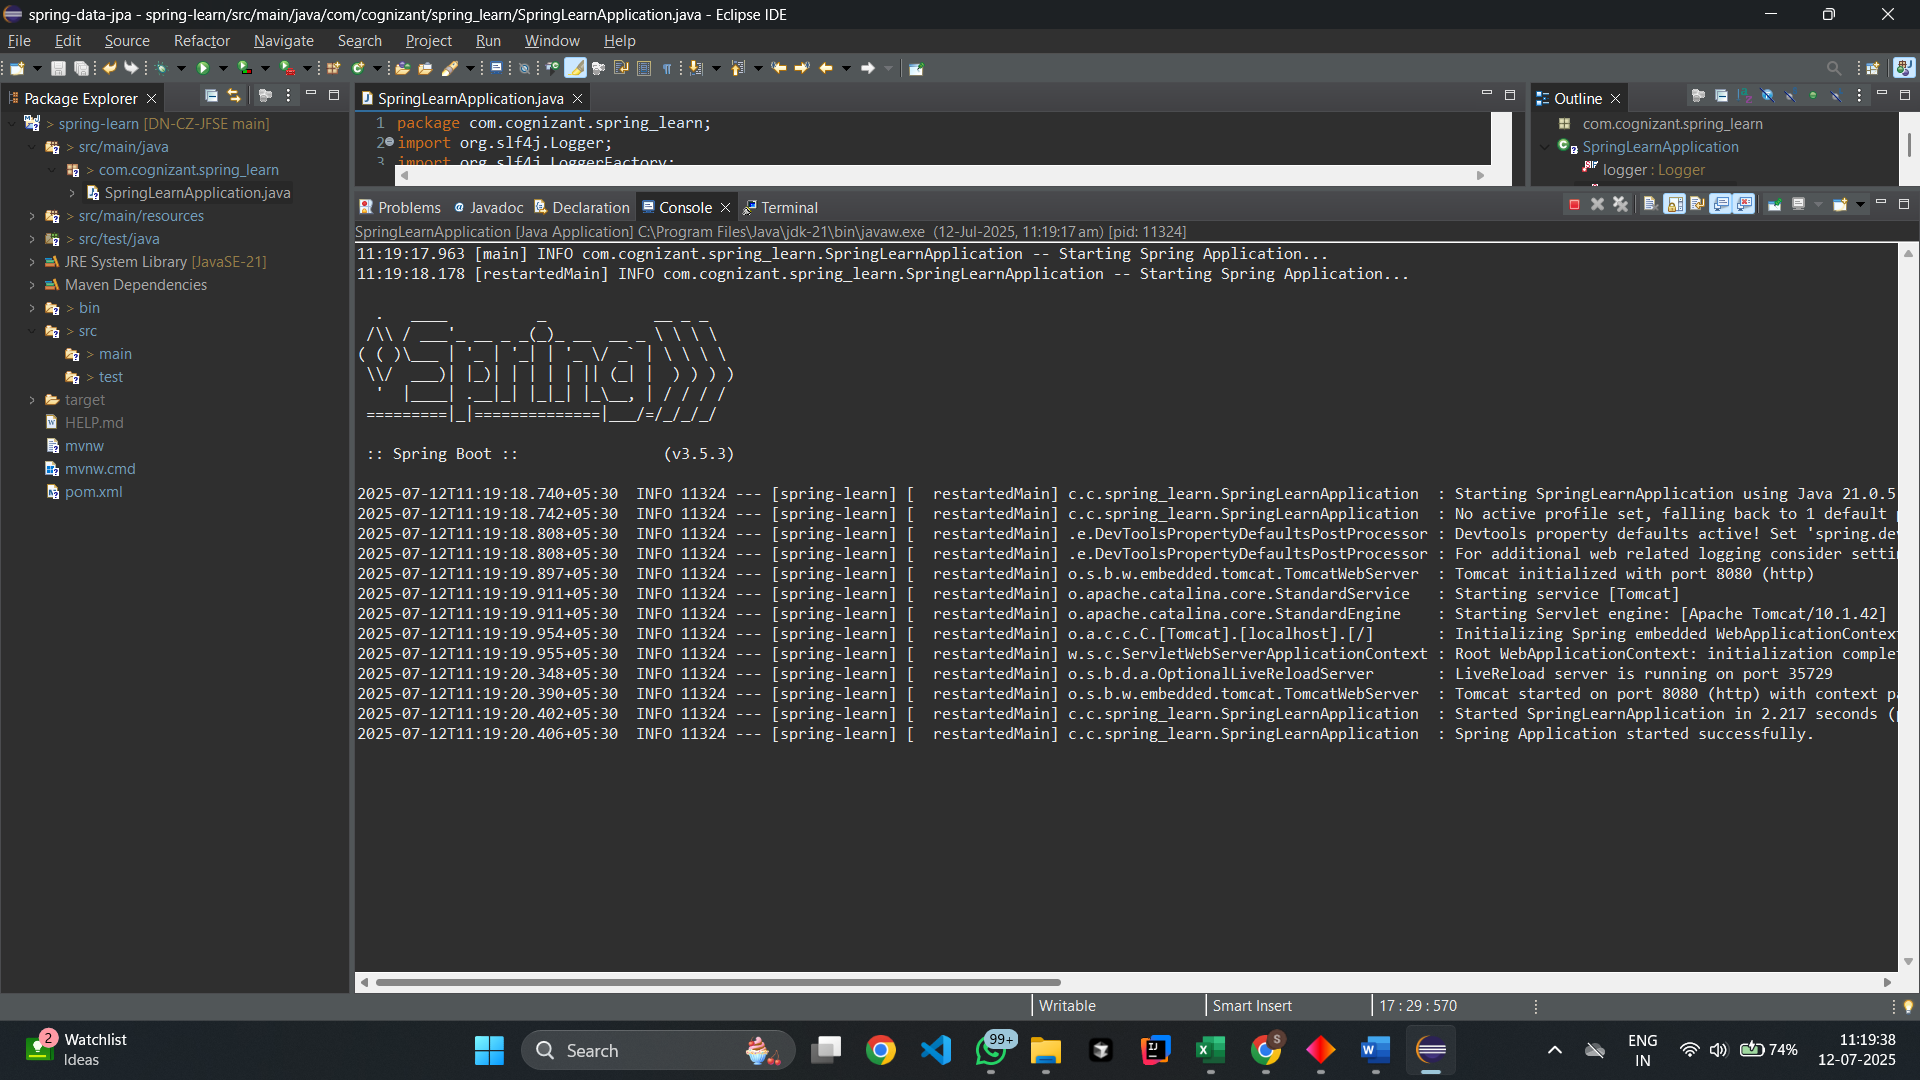 spring-data-jpa - spring-learn/src/main/java/com/cognizant/spring_learn/SpringLearnApplication.java - Eclipse IDE
File Edit Source Refactor Navigate Search Project Run Window Help
Package Explorer
> spring-learn [DN-CZ-JFSE main]
> src/main/java
> com.cognizant.spring_learn
SpringLearnApplication.java
> src/main/resources
> src/test/java
JRE System Library [JavaSE-21]
Maven Dependencies
> bin
> src
> main
> test
target
HELP.md
mvnw
mvnw.cmd
pom.xml
SpringLearnApplication.java
1 package com.cognizant.spring_learn;
2 import org.slf4j.Logger;
3 import org.slf4j.LoggerFactory;
Outline
com.cognizant.spring_learn
SpringLearnApplication
logger : Logger
Problems Javadoc Declaration Console Terminal
SpringLearnApplication [Java Application] C:\Program Files\Java\jdk-21\bin\javaw.exe (12-Jul-2025, 11:19:17 am) [pid: 11324]
11:19:17.963 [main] INFO com.cognizant.spring_learn.SpringLearnApplication -- Starting Spring Application...
11:19:18.178 [restartedMain] INFO com.cognizant.spring_learn.SpringLearnApplication -- Starting Spring Application...
Spring
:: Spring Boot :: (v3.5.3)
2025-07-12T11:19:18.740+05:30 INFO 11324 --- [spring-learn] [ restartedMain] c.c.spring_learn.SpringLearnApplication : Starting SpringLearnApplication using Java 21.0.5
2025-07-12T11:19:18.742+05:30 INFO 11324 --- [spring-learn] [ restartedMain] c.c.spring_learn.SpringLearnApplication : No active profile set, falling back to 1 default
2025-07-12T11:19:18.808+05:30 INFO 11324 --- [spring-learn] [ restartedMain] .e.DevToolsPropertyDefaultsPostProcessor : Devtools property defaults active! Set 'spring.de
2025-07-12T11:19:18.808+05:30 INFO 11324 --- [spring-learn] [ restartedMain] .e.DevToolsPropertyDefaultsPostProcessor : For additional web related logging consider setti
2025-07-12T11:19:19.897+05:30 INFO 11324 --- [spring-learn] [ restartedMain] o.s.b.w.embedded.tomcat.TomcatWebServer : Tomcat initialized with port 8080 (http)
2025-07-12T11:19:19.911+05:30 INFO 11324 --- [spring-learn] [ restartedMain] o.apache.catalina.core.StandardService : Starting service [Tomcat]
2025-07-12T11:19:19.911+05:30 INFO 11324 --- [spring-learn] [ restartedMain] o.apache.catalina.core.StandardEngine : Starting Servlet engine: [Apache Tomcat/10.1.42]
2025-07-12T11:19:19.954+05:30 INFO 11324 --- [spring-learn] [ restartedMain] o.a.c.c.C.[Tomcat].[localhost].[/] : Initializing Spring embedded WebApplicationContex
2025-07-12T11:19:19.955+05:30 INFO 11324 --- [spring-learn] [ restartedMain] w.s.c.ServletWebServerApplicationContext : Root WebApplicationContext: initialization comple
2025-07-12T11:19:20.348+05:30 INFO 11324 --- [spring-learn] [ restartedMain] o.s.b.d.a.OptionalLiveReloadServer : LiveReload server is running on port 35729
2025-07-12T11:19:20.390+05:30 INFO 11324 --- [spring-learn] [ restartedMain] o.s.b.w.embedded.tomcat.TomcatWebServer : Tomcat started on port 8080 (http) with context p
2025-07-12T11:19:20.402+05:30 INFO 11324 --- [spring-learn] [ restartedMain] c.c.spring_learn.SpringLearnApplication : Started SpringLearnApplication in 2.217 seconds (
2025-07-12T11:19:20.406+05:30 INFO 11324 --- [spring-learn] [ restartedMain] c.c.spring_learn.SpringLearnApplication : Spring Application started successfully.
Writable Smart Insert 17 : 29 : 570
2 Watchlist
Ideas
Search
99+
S
ENG
IN
74%
11:19:38
12-07-2025